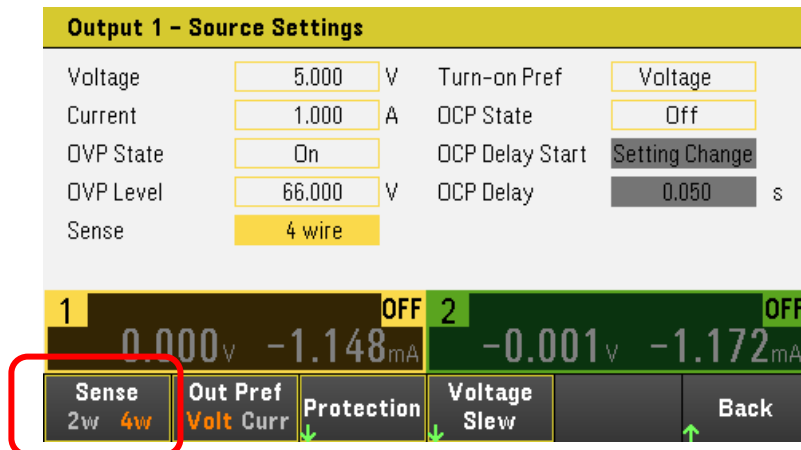 Output 1 – Source Settings
Voltage 5.000 V Turn-on Pref Voltage
Current 1.000 A OCP State Off
OVP State On OCP Delay Start Setting Change
OVP Level 66.000 V OCP Delay 0.050 s
Sense 4 wire
1 OFF 2 OFF
0.000V -1.148mA -0.001V -1.172mA
Sense Out Pref Protection Voltage Back
2w 4w Volt Curr Slew